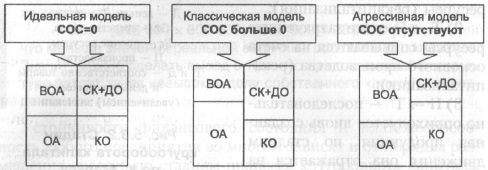 Идеальная модель
СОС=0
Классическая модель
СОС больше 0
Агрессивная модель
СОС отсутствуют
ВОА
СК+ДО
ОА
КО
ВОА
СК+ДО
ОА
КО
ВОА
СК+ДО
ОА
КО